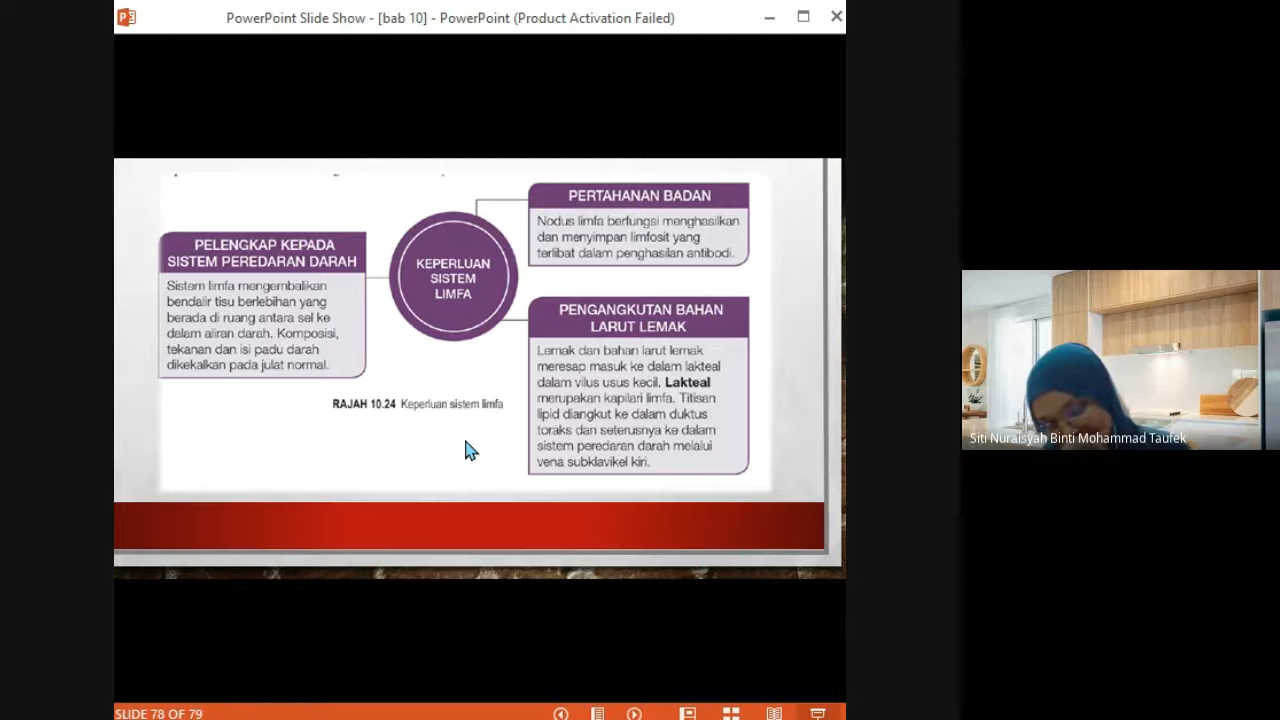 PowerPoint Slide Show - [bab 10] - PowerPoint (Product Activation Failed)
PELENGKAP KEPADA
SISTEM PEREDARAN DARAH
Sistem limfa mengembalikan
bendalir tisu berlebihan yang
berada di ruang antara sel ke
dalam aliran darah. Komposisi,
tekanan dan isi padu darah
dikekalkan pada julat normal.
KEPERLUAN
SISTEM
LIMFA
PERTAHANAN BADAN
Nodus limfa berfungsi menghasilkan
dan menyimpan limfosit yang
terlibat dalam penghasilan antibodi.
PENGANGKUTAN BAHAN
LARUT LEMAK
Lemak dan bahan larut lemak
meresap masuk ke dalam lakteal
dalam vilus usus kecil. Lakteal
merupakan kapilari limfa. Titisan
lipid diangkut ke dalam duktus
toraks dan seterusnya ke dalam
sistem peredaran darah melalui
vena subklavikel kiri.
RAJAH 10.24 Keperluan sistem limfa
Siti Nuraisyah Binti Mohammad Taufek
SLIDE 78 OF 79